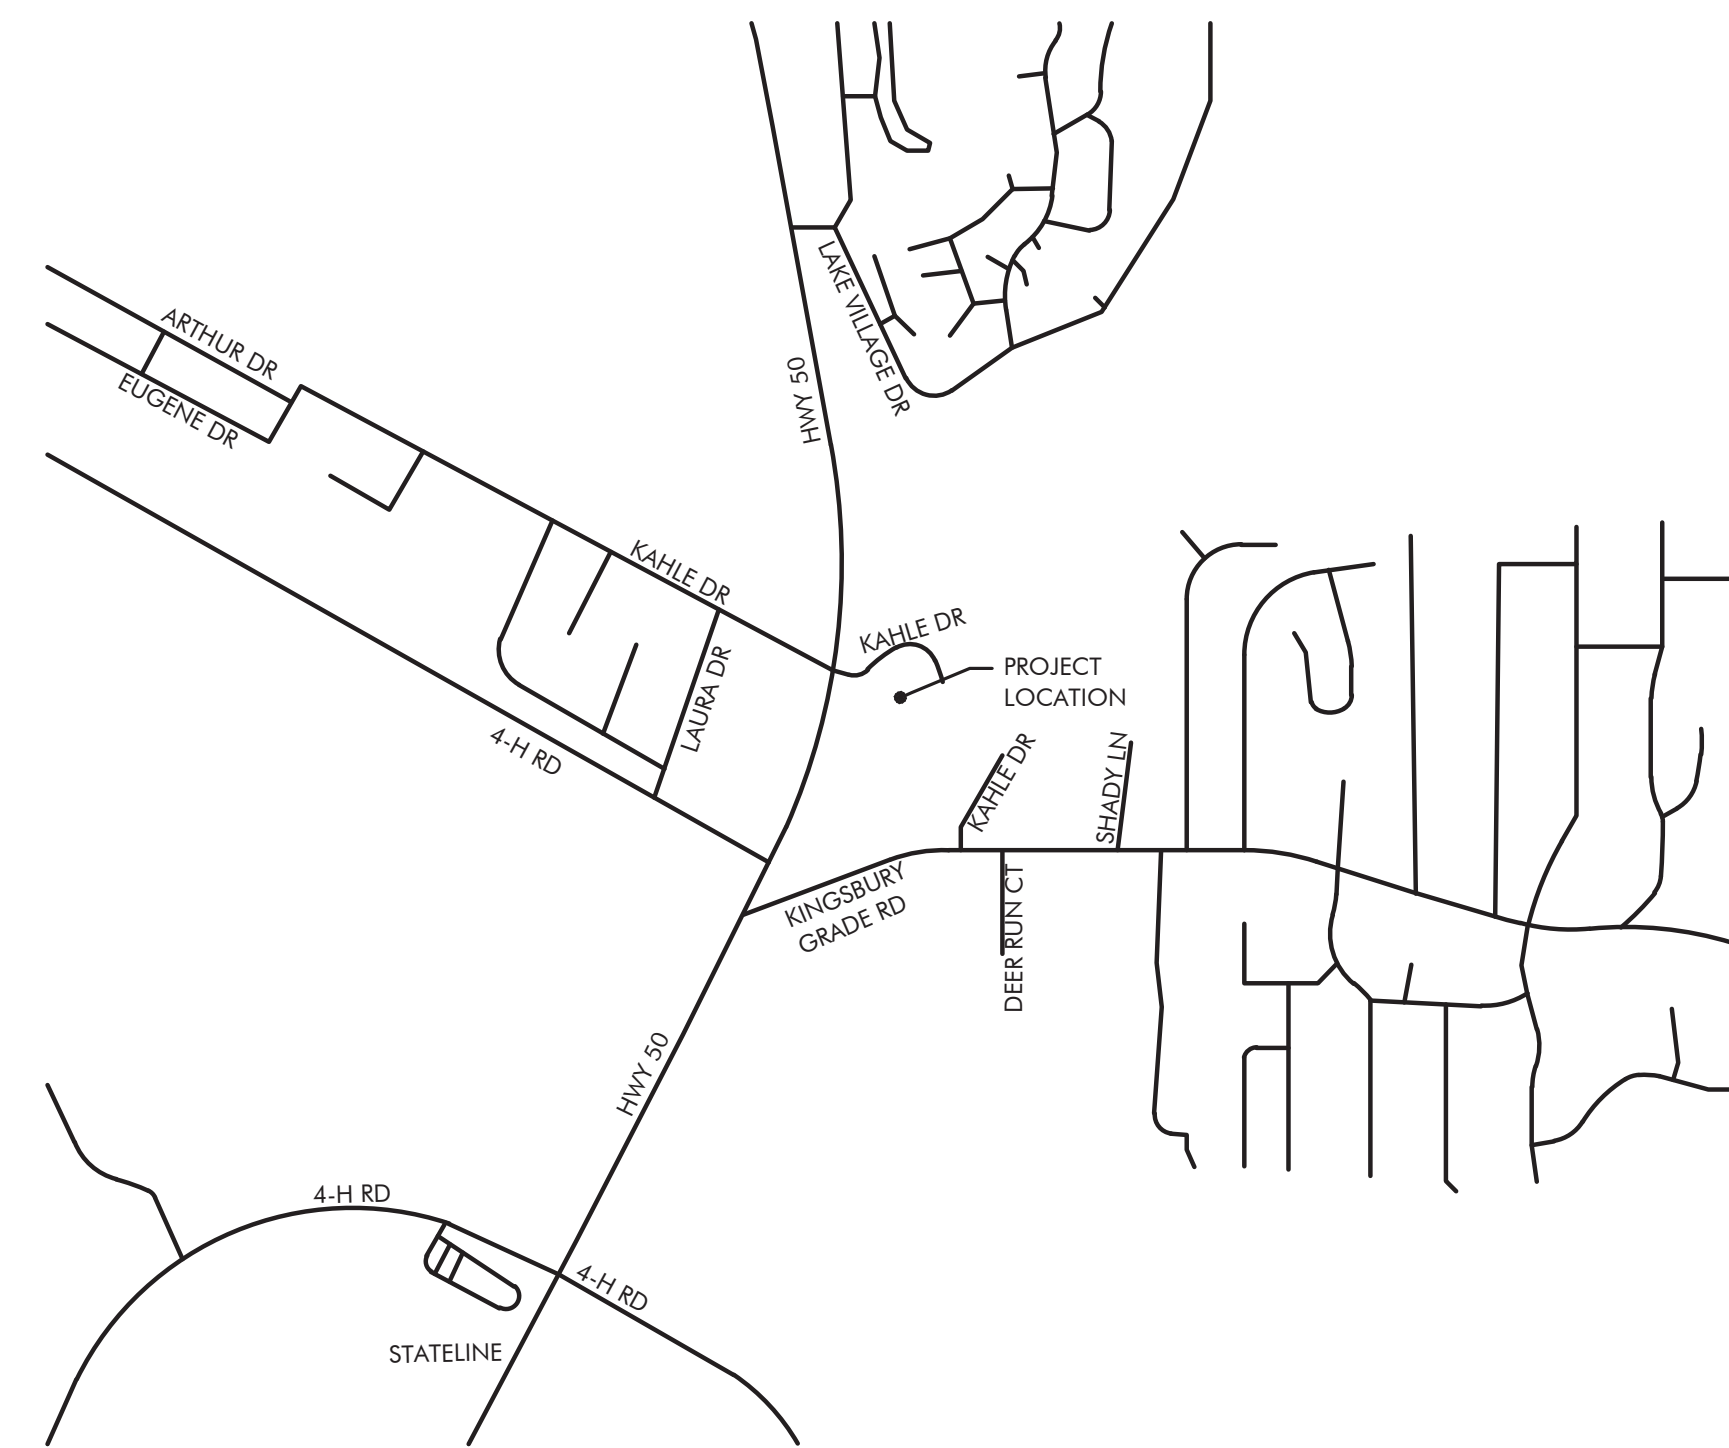 LAKE VILLAGE DR
ARTHUR DR
EUGENE DR
HWY 50
KAHLE DR
KAHLE DR
PROJECT
LOCATION
LAURA DR
4-H RD
KAHLE DR
SHADY LN
KINGSBURY
GRADE RD
DEER RUN CT
HWY 50
4-H RD
4-H RD
STATELINE